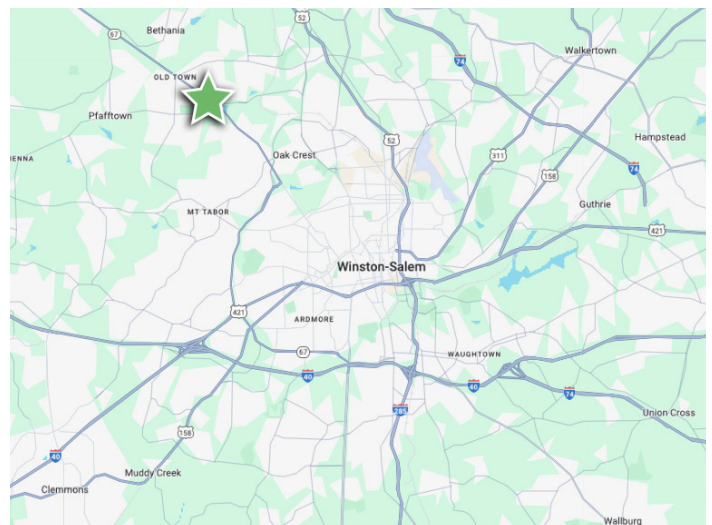 52
67
Bethania
Walkertown
74
OLD TOWN
Pfafftown
Hampstead
52
Oak Crest
311
ENNA
74
158
Guthrie
MT TABOR
421
Winston-Salem
421
ARDMORE
67
WAUGHTOWN
40
40
74
285
Union Cross
158
40
Muddy Creek
Clemmons
Wallburg